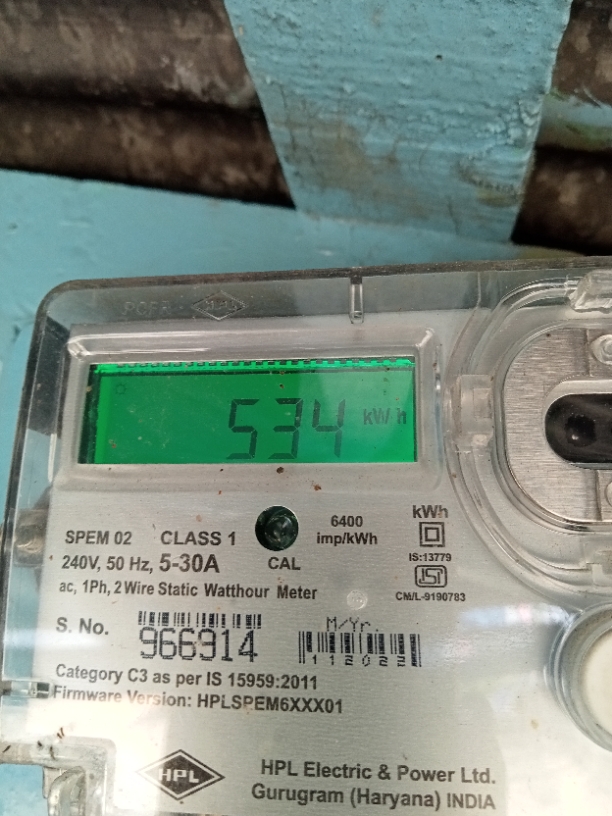 534 kWh
SPEM 02 CLASS 1
6400 imp/kWh
kWh
240V, 50 Hz, 5-30A
CAL
IS:13779
ISI
CM/L-9190783
ac, 1Ph, 2 Wire Static Watthour Meter
S. No. 966914
M/Yr.
112022
Category C3 as per IS 15959:2011
Firmware Version: HPLSPEM6XXX01
HPL
HPL Electric & Power Ltd.
Gurugram (Haryana) INDIA